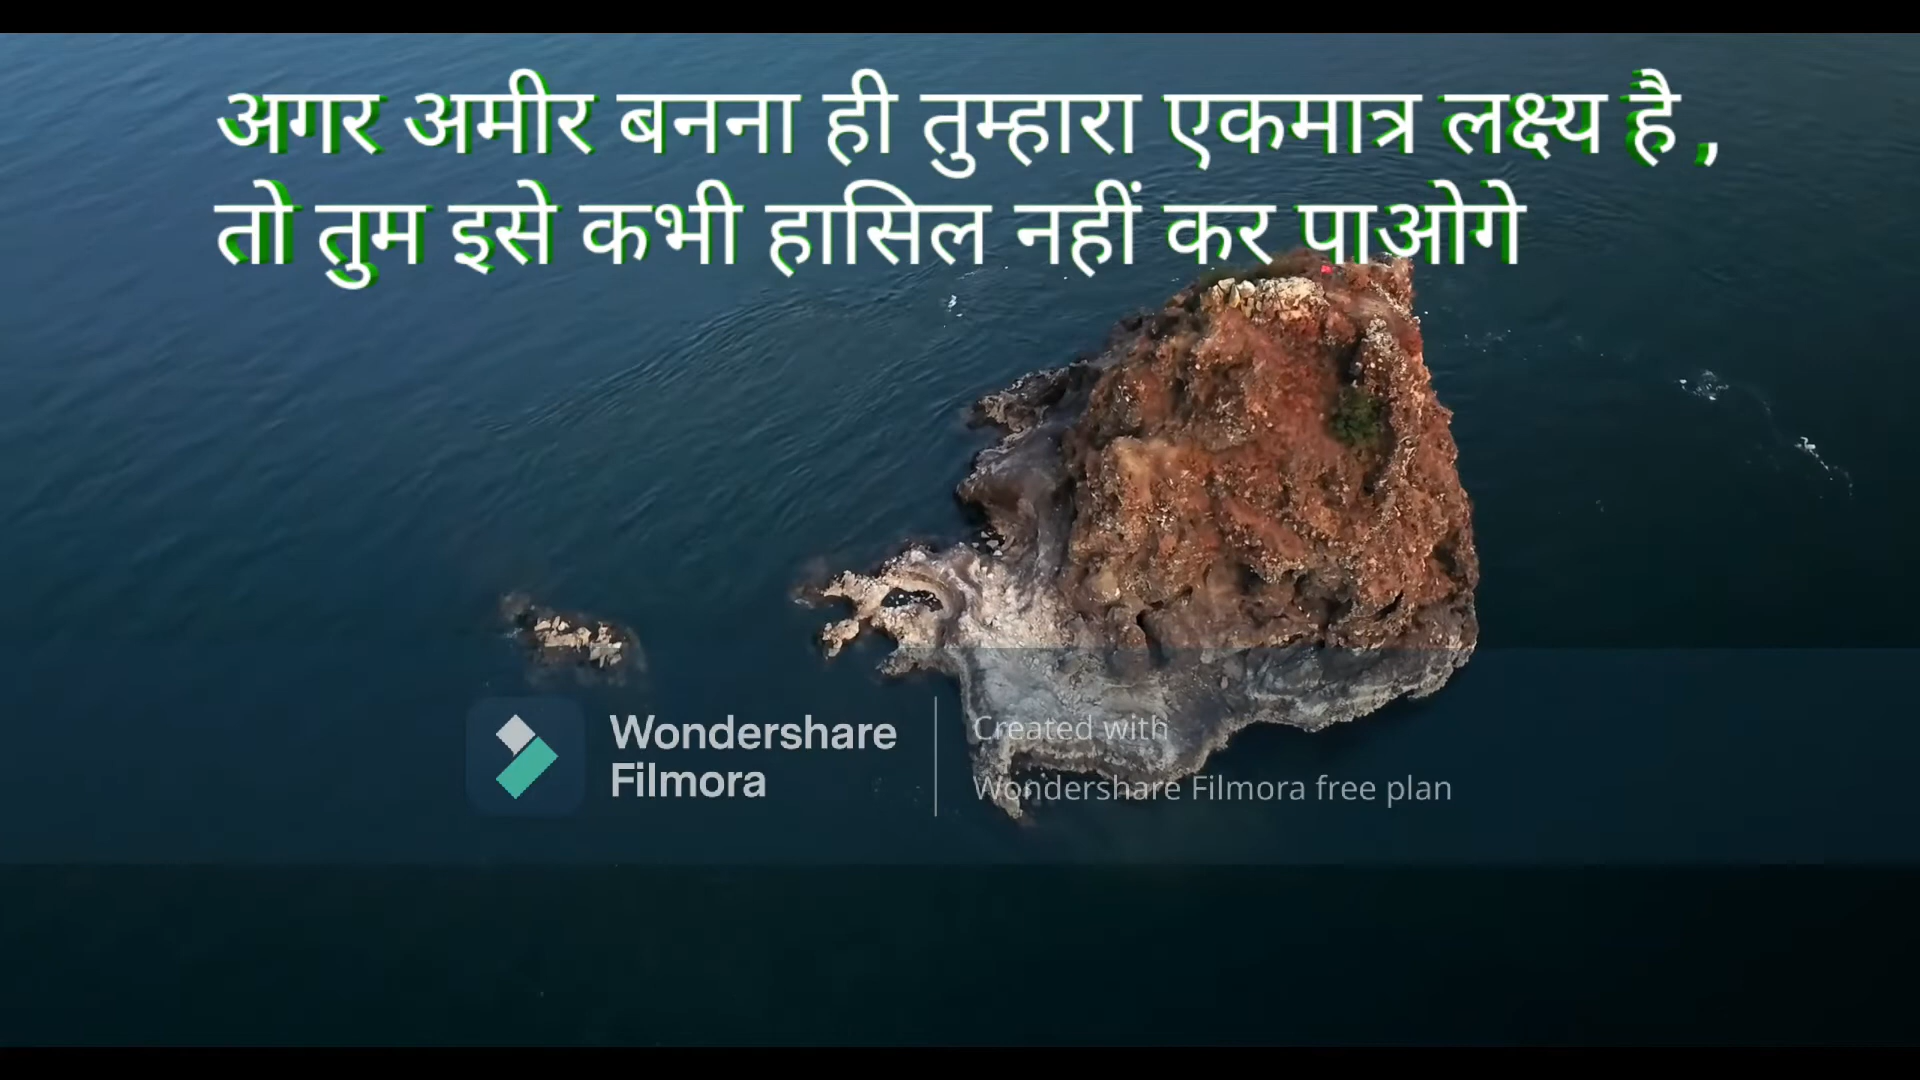 अगर अमीर बनना ही तुम्हारा एकमात्र लक्ष्य है ,
तो तुम इसे कभी हासिल नहीं कर पाओगे
Wondershare
Filmora
Created with
Wondershare Filmora free plan